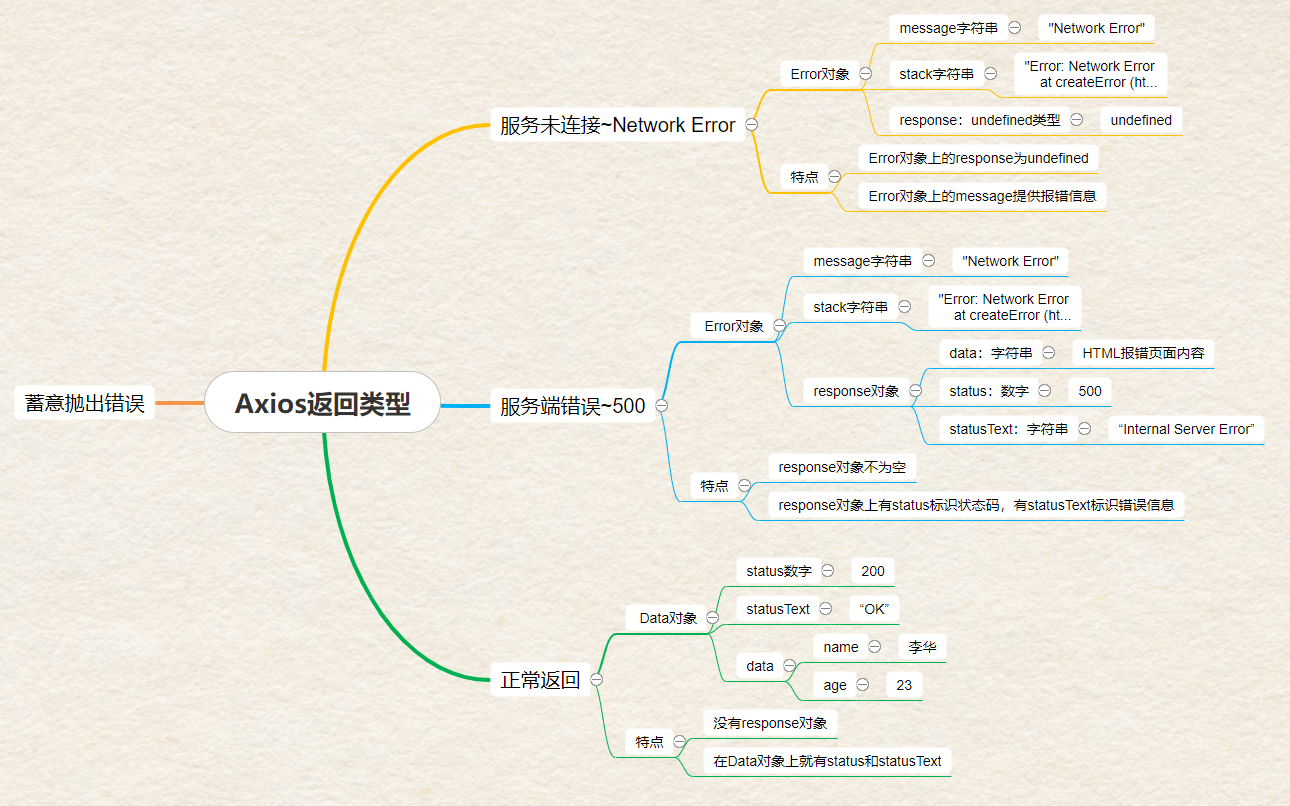 Axios返回类型
服务未连接~Network Error
Error对象
message字符串
"Network Error"
stack字符串
"Error: Network Error
at createError (ht...
response：undefined类型
undefined
特点
Error对象上的response为undefined
Error对象上的message提供报错信息
服务端错误~500
Error对象
message字符串
"Network Error"
stack字符串
"Error: Network Error
at createError (ht...
response对象
data：字符串
HTML报错页面内容
status：数字
500
statusText：字符串
“Internal Server Error”
特点
response对象不为空
response对象上有status标识状态码，有statusText标识错误信息
正常返回
Data对象
status数字
200
statusText
“OK”
data
name
李华
age
23
特点
没有response对象
在Data对象上就有status和statusText
蓄意抛出错误